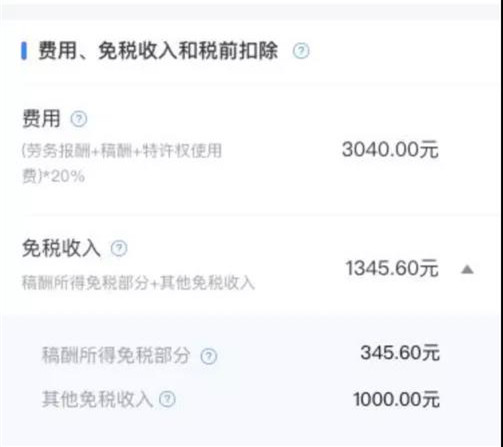 费用、免税收入和税前扣除 ?
费用 ?
(劳务报酬+稿酬+特许权使用
费)*20%
3040.00元
免税收入 ?
稿酬所得免税部分+其他免税收入
1345.60元
稿酬所得免税部分 ? 345.60元
其他免税收入 ? 1000.00元